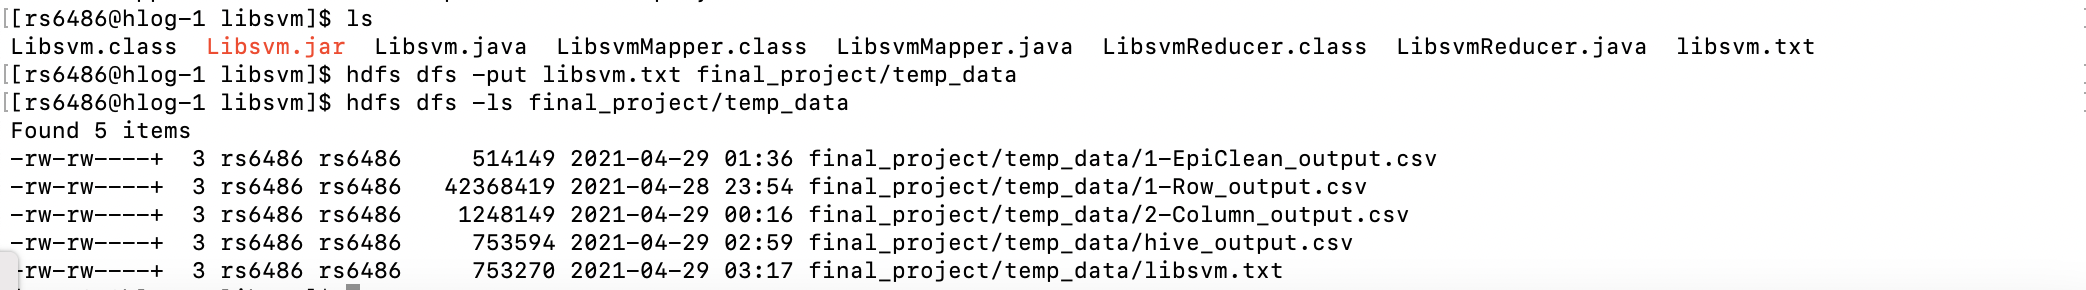 [rs6486@hlog-1 libsvm]$ ls
Libsvm.class  Libsvm.jar  Libsvm.java  LibsvmMapper.class  LibsvmMapper.java  LibsvmReducer.class  LibsvmReducer.java  libsvm.txt
[rs6486@hlog-1 libsvm]$ hdfs dfs -put libsvm.txt final_project/temp_data
[rs6486@hlog-1 libsvm]$ hdfs dfs -ls final_project/temp_data
Found 5 items
-rw-rw----+  3 rs6486 rs6486     514149 2021-04-29 01:36 final_project/temp_data/1-EpiClean_output.csv
-rw-rw----+  3 rs6486 rs6486   42368419 2021-04-28 23:54 final_project/temp_data/1-Row_output.csv
-rw-rw----+  3 rs6486 rs6486    1248149 2021-04-29 00:16 final_project/temp_data/2-Column_output.csv
-rw-rw----+  3 rs6486 rs6486     753594 2021-04-29 02:59 final_project/temp_data/hive_output.csv
-rw-rw----+  3 rs6486 rs6486     753270 2021-04-29 03:17 final_project/temp_data/libsvm.txt